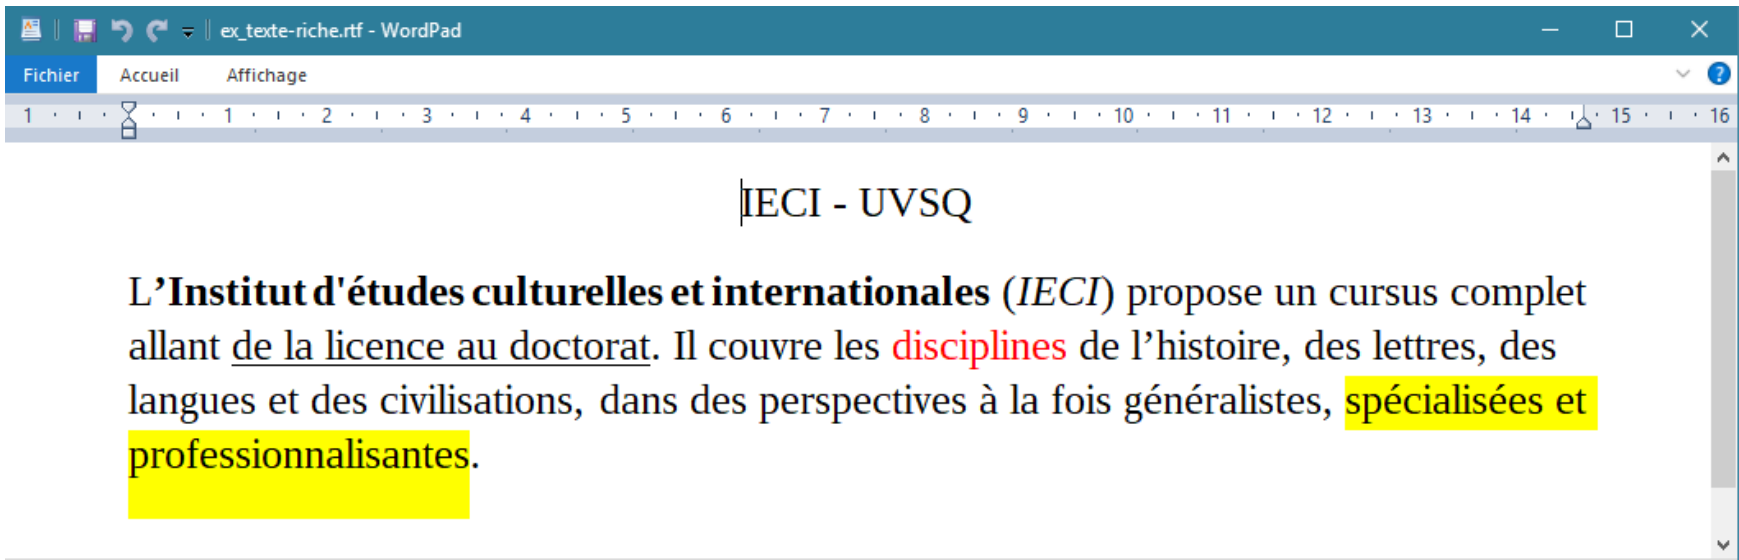 ex_texte-riche.rtf - WordPad
Fichier Accueil Affichage ?
1 1 2 3 4 5 6 7 8 9 10 11 12 13 14 15 16
IECI - UVSQ
L’Institut d'études culturelles et internationales (IECI) propose un cursus complet
allant de la licence au doctorat. Il couvre les disciplines de l’histoire, des lettres, des
langues et des civilisations, dans des perspectives à la fois généralistes, spécialisées et
professionnalisantes.